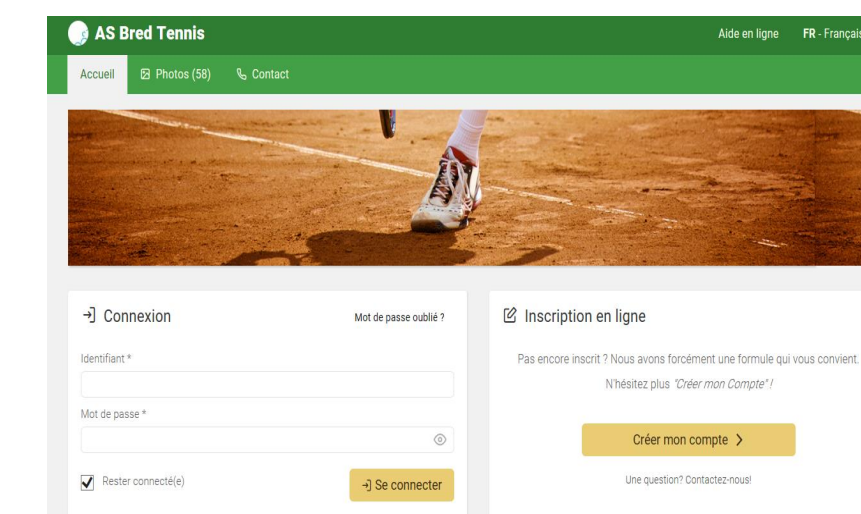 AS Bred Tennis
Aide en ligne FR - Français
Accueil Photos (58) Contact
Connexion
Mot de passe oublié ?
Identifiant *
Mot de passe *
Rester connecté(e)
Se connecter
Inscription en ligne
Pas encore inscrit ? Nous avons forcément une formule qui vous convient.
N'hésitez plus "Créer mon Compte" !
Créer mon compte
Une question? Contactez-nous!